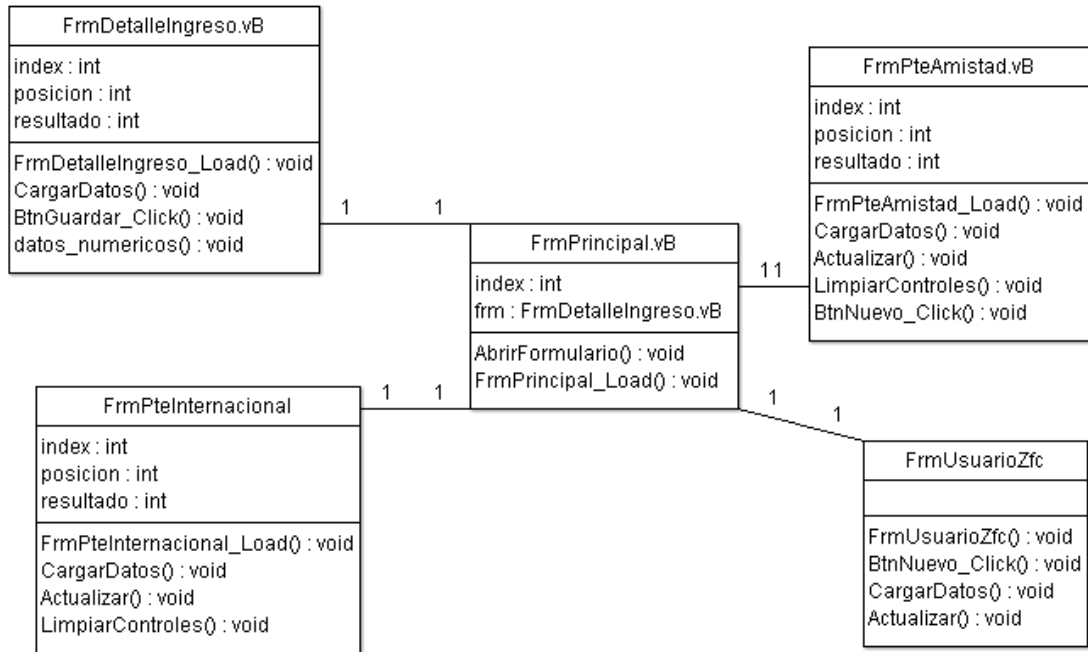 FrmDetalleIngreso.vB
index : int
posicion : int
resultado : int
FrmDetalleIngreso_Load() : void
CargarDatos() : void
BtnGuardar_Click() : void
datos_numericos() : void
1 1
FrmPrincipal.vB
index : int
frm : FrmDetalleIngreso.vB
AbrirFormulario() : void
FrmPrincipal_Load() : void
11
FrmPteAmistad.vB
index : int
posicion : int
resultado : int
FrmPteAmistad_Load() : void
CargarDatos() : void
Actualizar() : void
LimpiarControles() : void
BtnNuevo_Click() : void
1 1
FrmPteInternacional
index : int
posicion : int
resultado : int
FrmPteInternacional_Load() : void
CargarDatos() : void
Actualizar() : void
LimpiarControles() : void
1
1
FrmUsuarioZfc
FrmUsuarioZfc() : void
BtnNuevo_Click() : void
CargarDatos() : void
Actualizar() : void